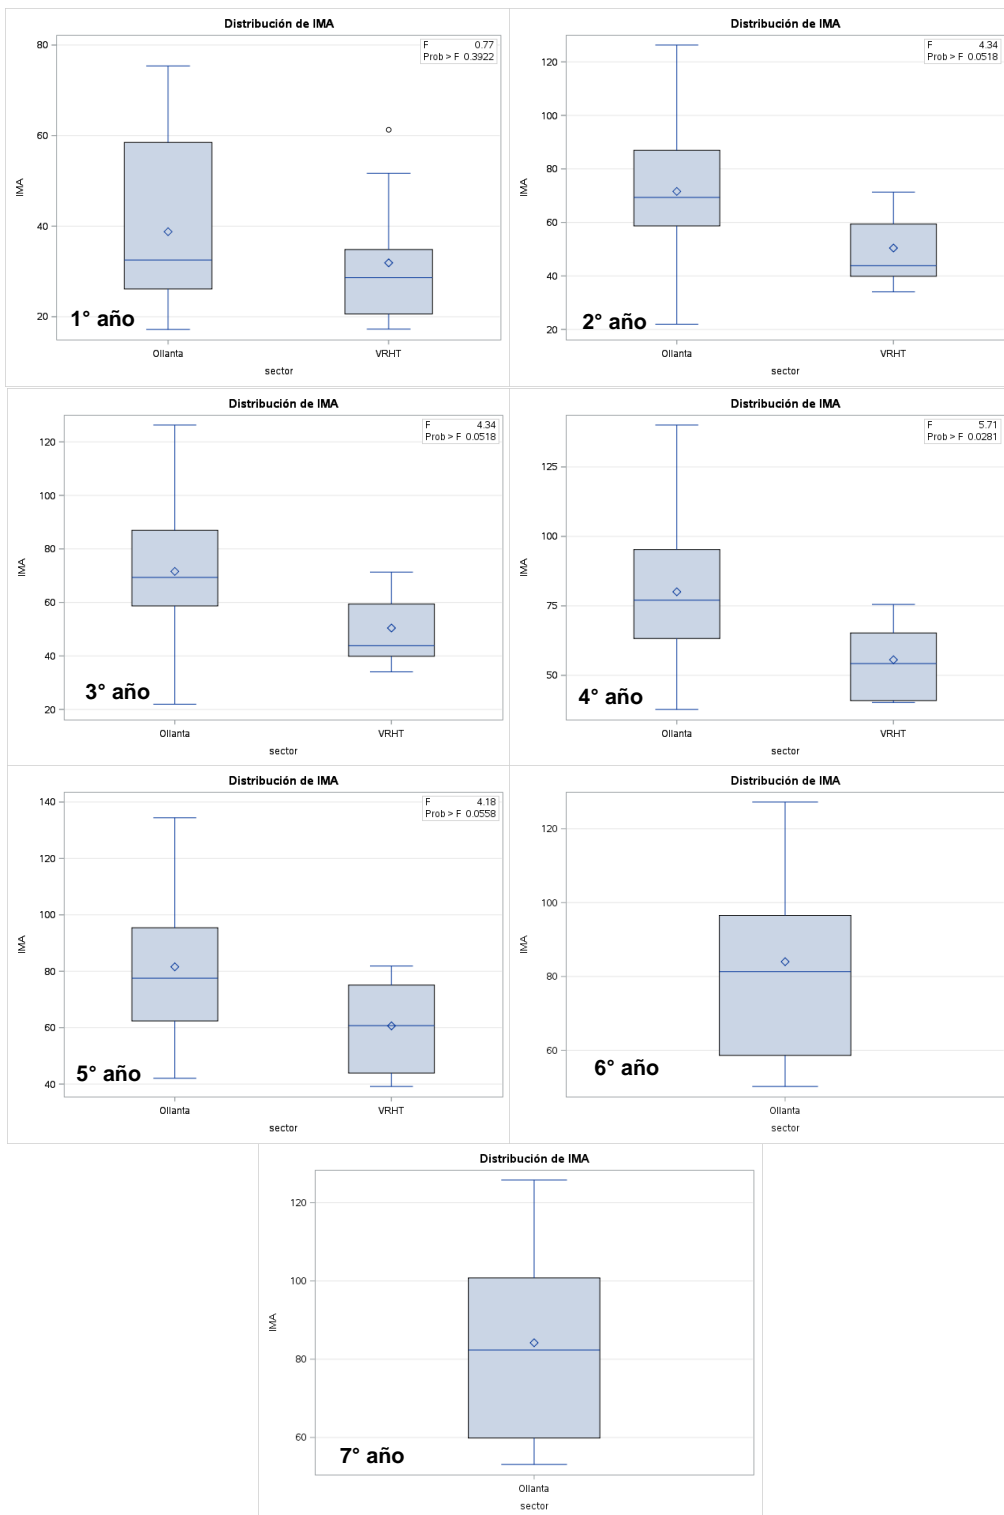 Distribución de IMA
F 0.77
Prob > F 0.3922
80
60
40
20
IMA
1° año
Ollanta VRHT
sector
Distribución de IMA
F 4.34
Prob > F 0.0518
120
100
80
60
40
20
IMA
2° año
Ollanta VRHT
sector
Distribución de IMA
F 4.34
Prob > F 0.0518
120
100
80
60
40
20
IMA
3° año
Ollanta VRHT
sector
Distribución de IMA
F 5.71
Prob > F 0.0281
125
100
75
50
IMA
4° año
Ollanta VRHT
sector
Distribución de IMA
F 4.18
Prob > F 0.0558
140
120
100
80
60
40
IMA
5° año
Ollanta VRHT
sector
Distribución de IMA
120
100
80
60
IMA
6° año
Ollanta
sector
Distribución de IMA
120
100
80
60
IMA
7° año
Ollanta
sector